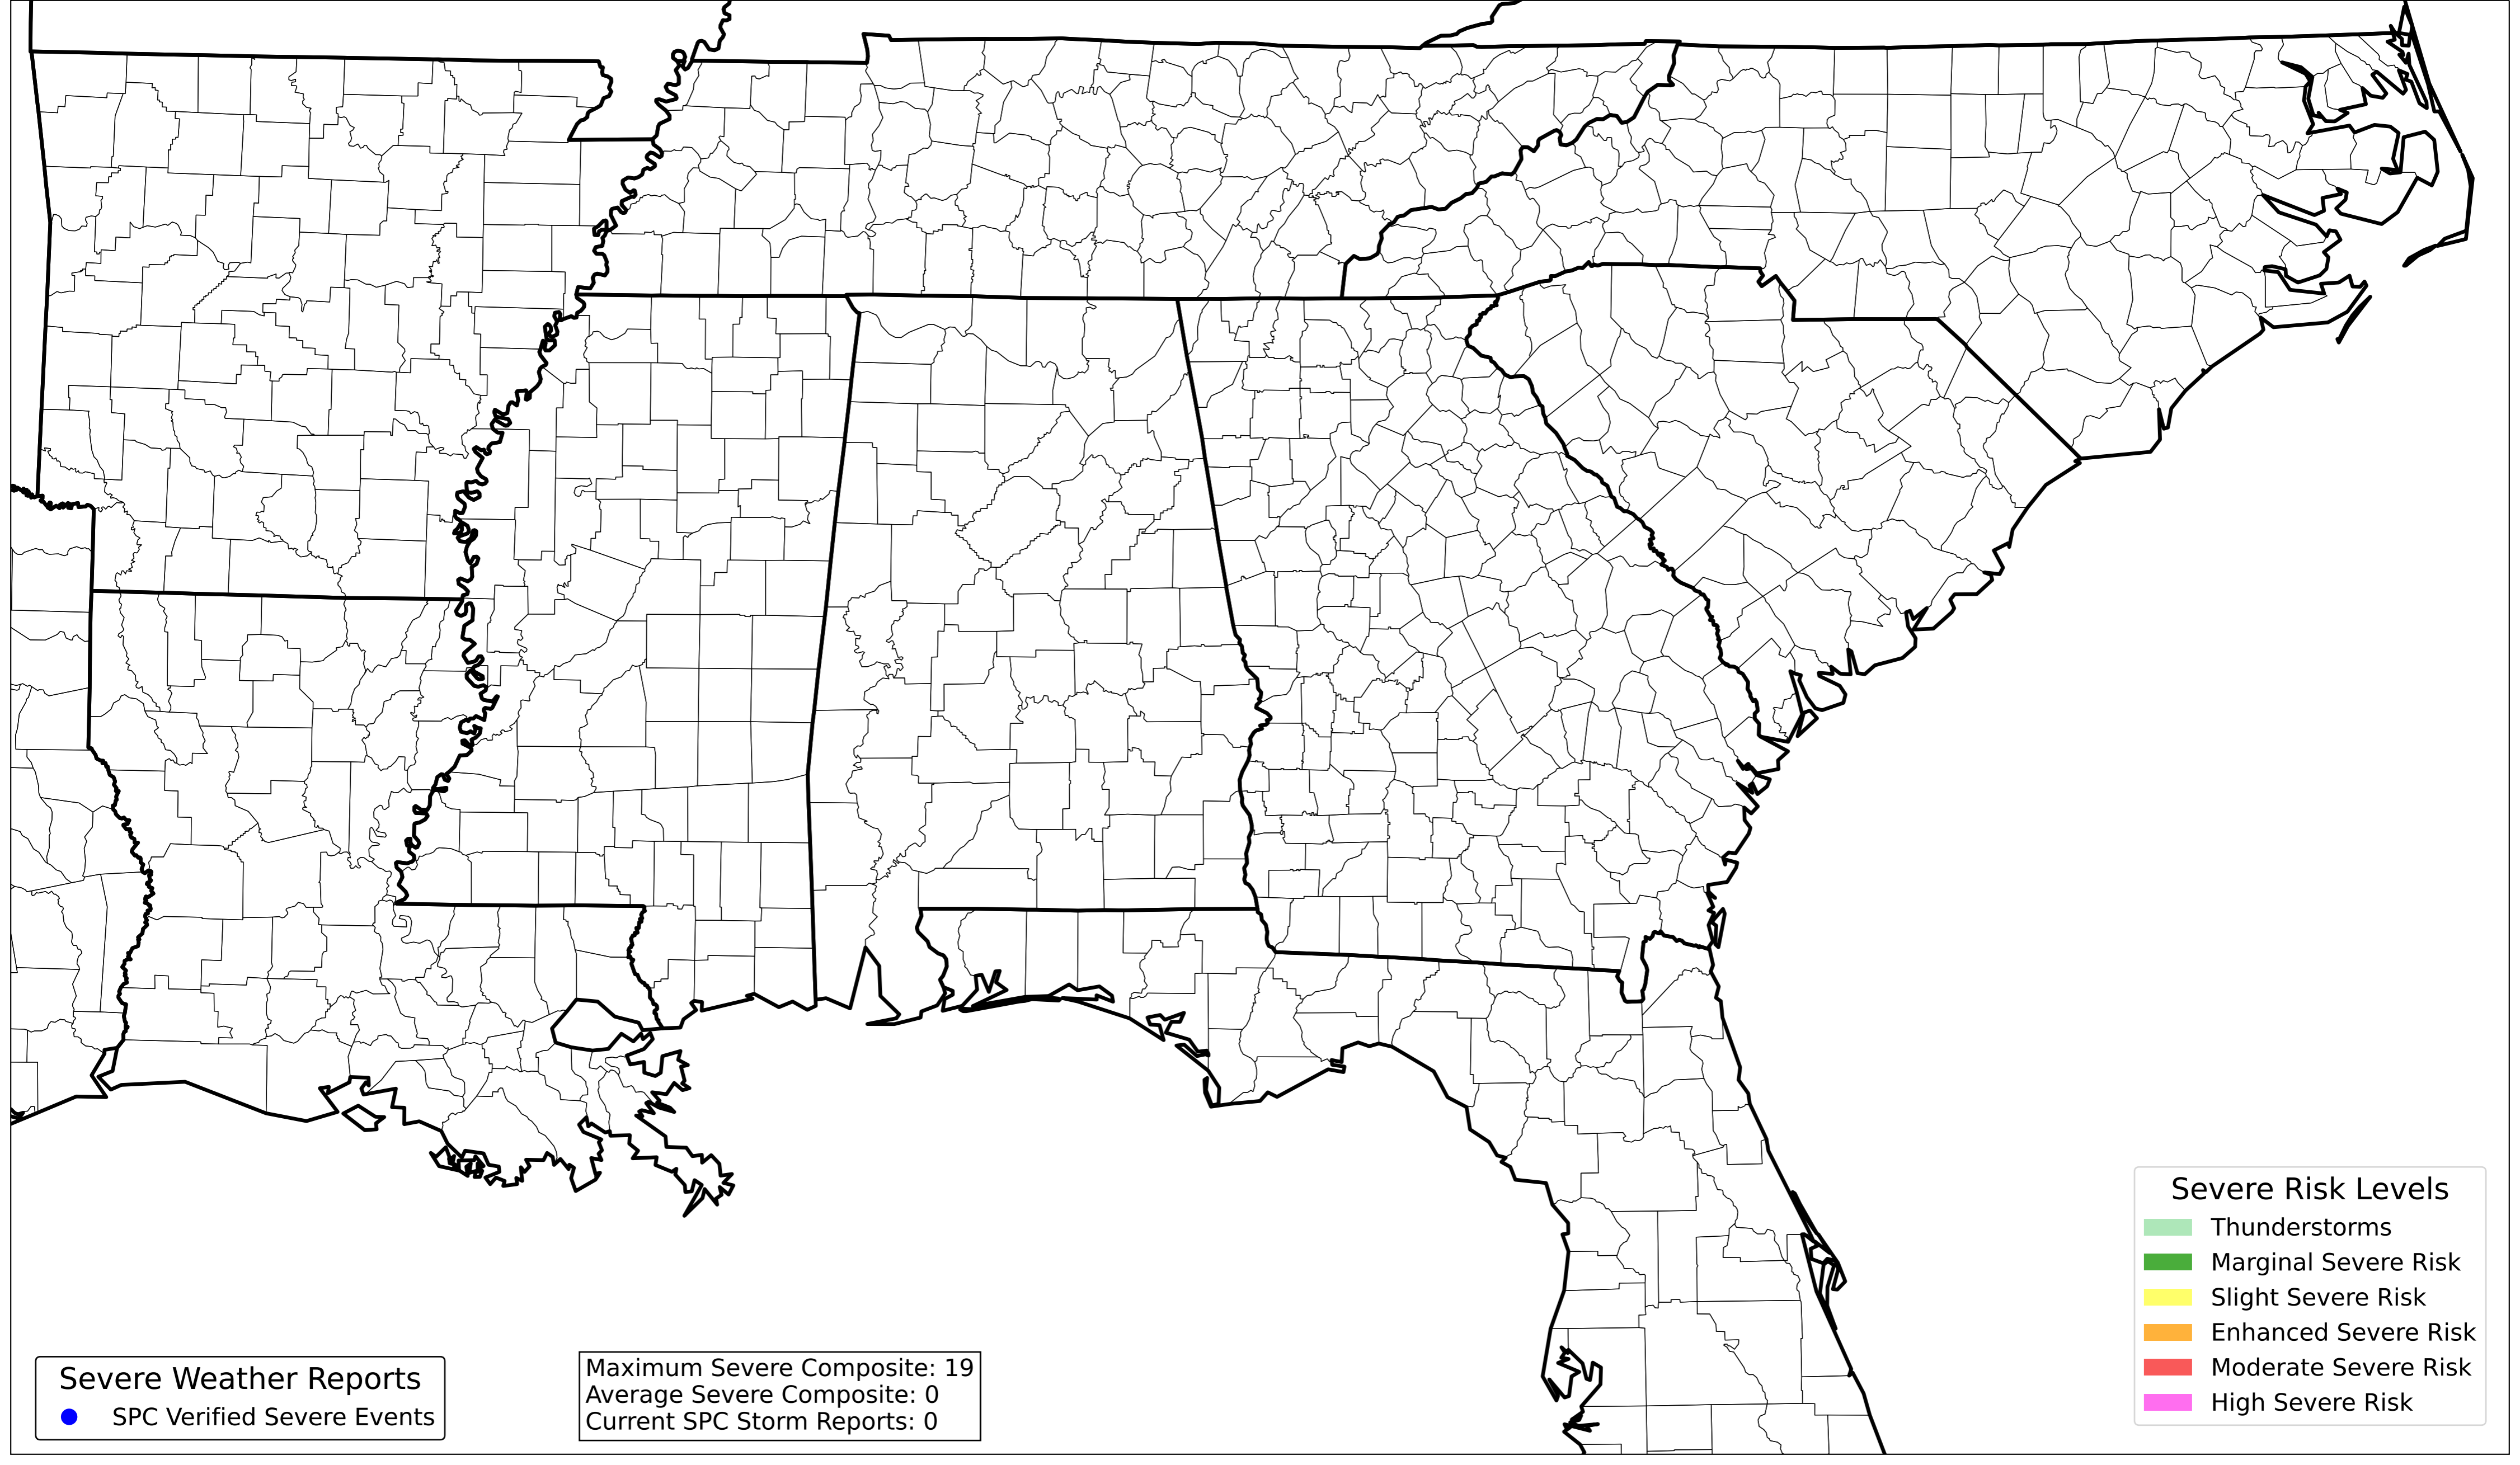 Severe Weather Reports
SPC Verified Severe Events
Maximum Severe Composite: 19
Average Severe Composite: 0
Current SPC Storm Reports: 0
Severe Risk Levels
Thunderstorms
Marginal Severe Risk
Slight Severe Risk
Enhanced Severe Risk
Moderate Severe Risk
High Severe Risk